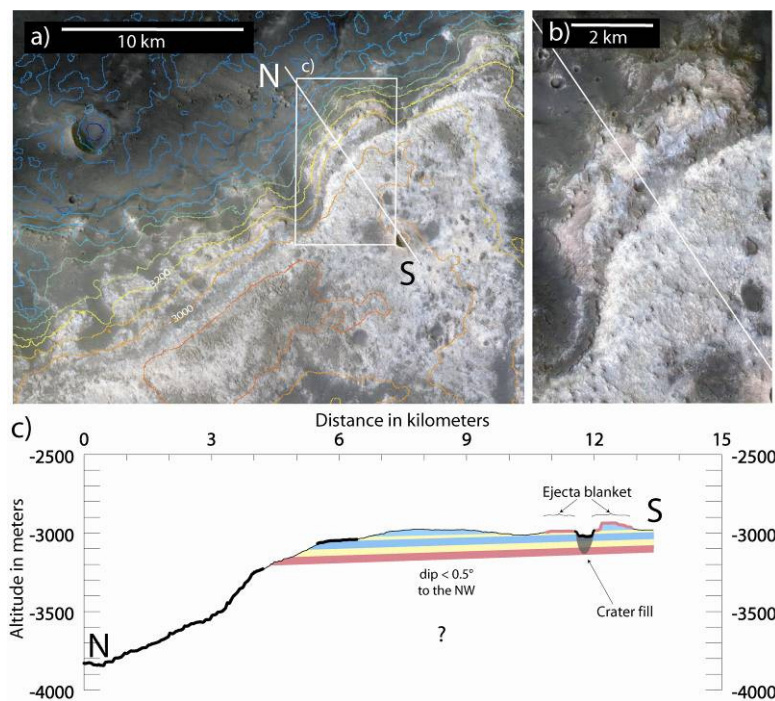 a)
10 km
N
c)
S
-3200
-3000
b)
2 km
c)
Distance in kilometers
0 3 6 9 12 15
-2500 -2500
Ejecta blanket
S
-3000 -3000
dip < 0.5°
to the NW
Crater fill
Altitude in meters
-3500 -3500
?
N
-4000 -4000